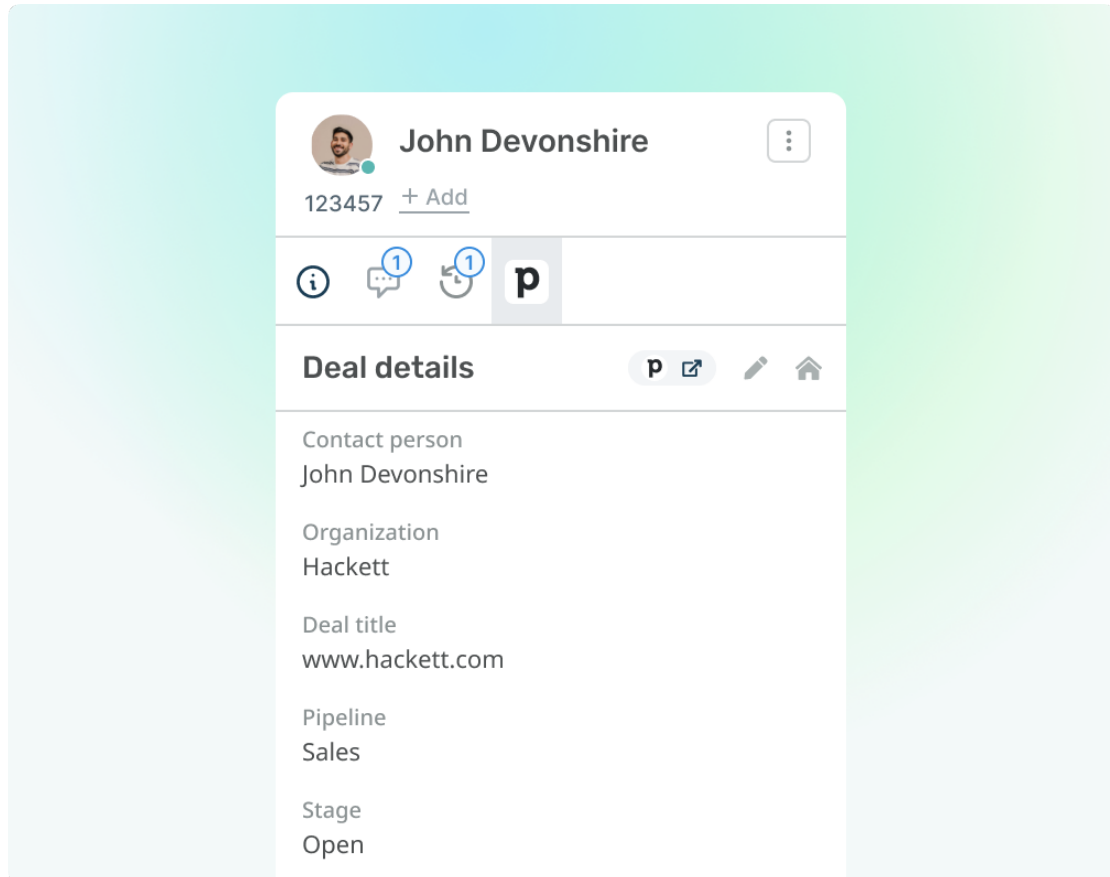 John Devonshire
123457 + Add
1 1 p
Deal details p
Contact person
John Devonshire
Organization
Hackett
Deal title
www.hackett.com
Pipeline
Sales
Stage
Open